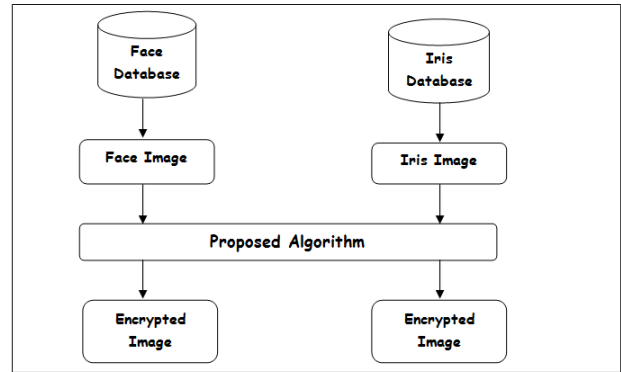 Face
Database
Iris
Database
Face Image
Iris Image
Proposed Algorithm
Encrypted
Image
Encrypted
Image